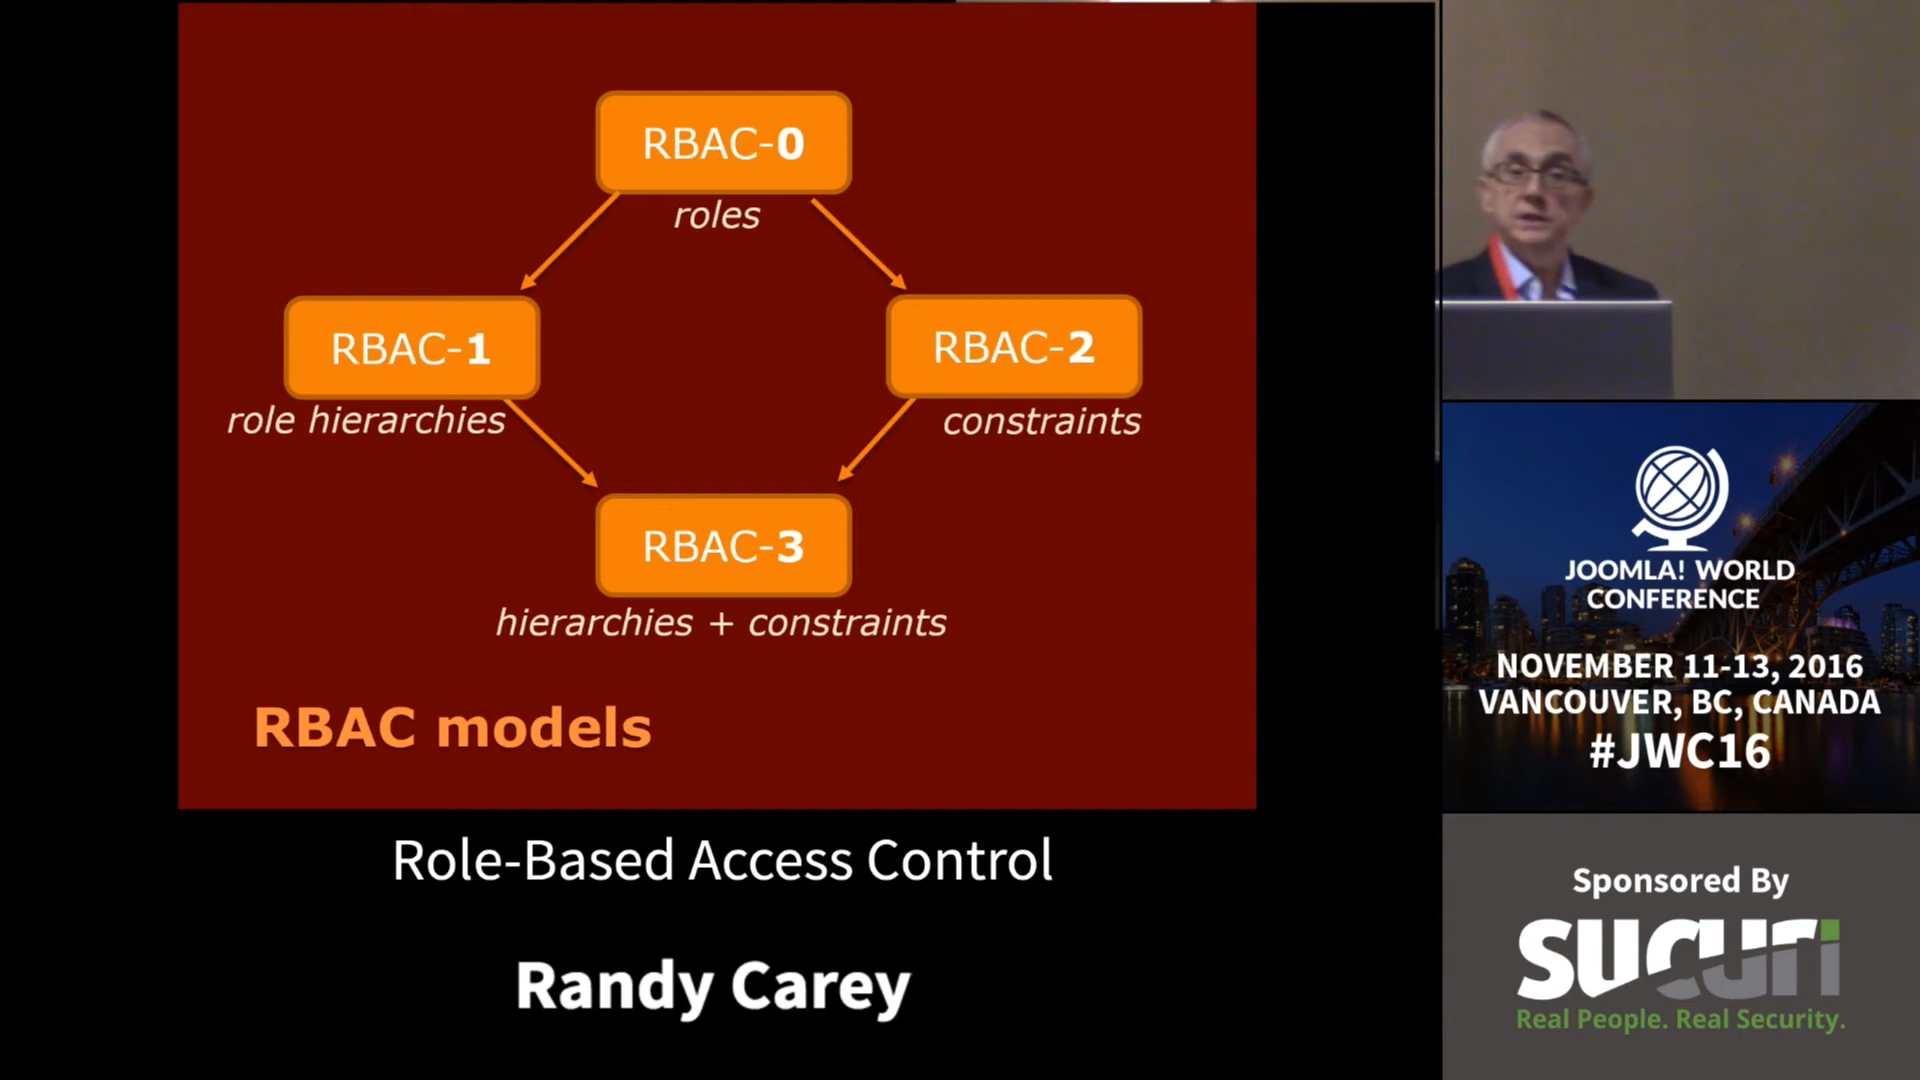 RBAC-0
roles
RBAC-1
role hierarchies
RBAC-2
constraints
RBAC-3
hierarchies + constraints
RBAC models
Role-Based Access Control
Randy Carey
JOOMLA! WORLD
CONFERENCE
NOVEMBER 11-13, 2016
VANCOUVER, BC, CANADA
#JWC16
Sponsored By
SUCURI
Real People. Real Security.